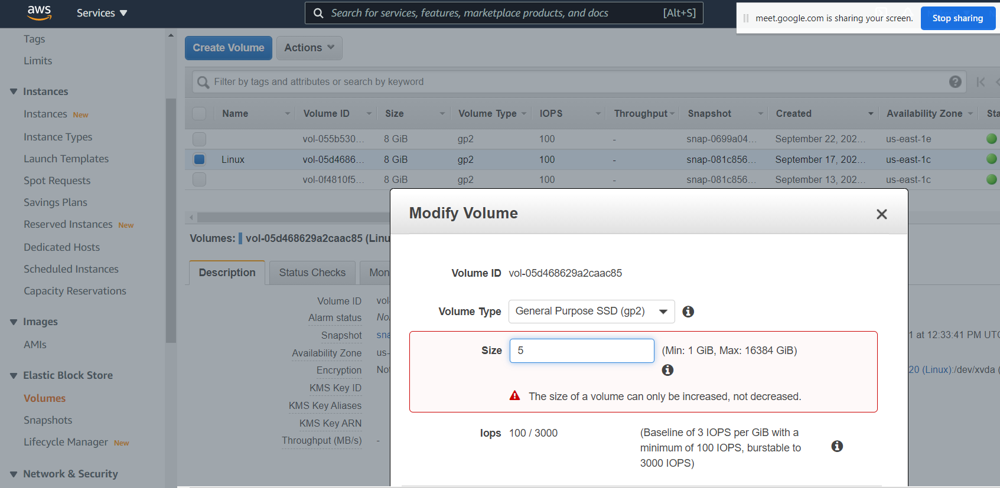 aws Services Search for services, features, marketplace products, and docs [Alt+S]
meet.google.com is sharing your screen. Stop sharing
Tags
Limits
Instances
Instances New
Instance Types
Launch Templates
Spot Requests
Savings Plans
Reserved Instances New
Dedicated Hosts
Scheduled Instances
Capacity Reservations
Images
AMIs
Elastic Block Store
Volumes
Snapshots
Lifecycle Manager New
Network & Security
Create Volume Actions
Filter by tags and attributes or search by keyword
Name Volume ID Size Volume Type IOPS Throughput Snapshot Created Availability Zone Sta
vol-055b530... 8 GiB gp2 100 - snap-0699a04... September 22, 202... us-east-1e
Linux vol-05d4686... 8 GiB gp2 100 - snap-081c856... September 17, 202... us-east-1c
vol-0f4810f5... 8 GiB gp2 100 - snap-081c856... September 13, 202... us-east-1c
Volumes: vol-05d468629a2caac85 (Linu
Description Status Checks Mon
Volume ID vol-
Alarm status No
Snapshot sna
Availability Zone us-
Encryption No
KMS Key ID
KMS Key Aliases
KMS Key ARN
Throughput (MB/s) -
1 at 12:33:41 PM UTC
20 (Linux):/dev/xvda (
Modify Volume
Volume ID vol-05d468629a2caac85
Volume Type General Purpose SSD (gp2)
Size 5 (Min: 1 GiB, Max: 16384 GiB)
The size of a volume can only be increased, not decreased.
Iops 100 / 3000 (Baseline of 3 IOPS per GiB with a
minimum of 100 IOPS, burstable to
3000 IOPS)